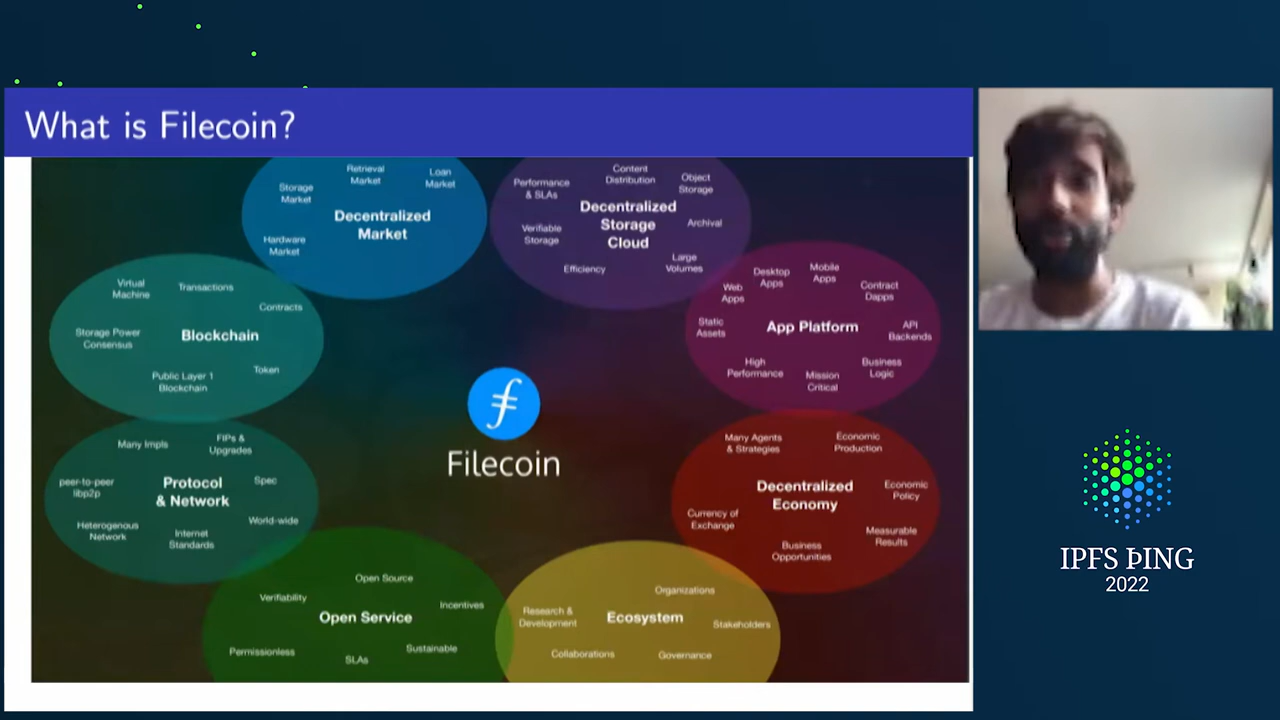 What is Filecoin?
Retrieval
Market
Loan
Market
Storage
Market
Decentralized
Market
Hardware
Market
Content
Distribution
Object
Storage
Performance
& SLAs
Decentralized
Storage
Cloud
Archival
Verifiable
Storage
Efficiency
Large
Volumes
Virtual
Machine
Transactions
Contracts
Storage Power
Consensus
Blockchain
Public Layer 1
Blockchain
Token
Web
Apps
Desktop
Apps
Mobile
Apps
Contract
Dapps
Static
Assets
App Platform
API
Backends
High
Performance
Mission
Critical
Business
Logic
Filecoin
Many Impls
FIPs &
Upgrades
peer-to-peer
libp2p
Protocol
& Network
Spec
World-wide
Heterogenous
Network
Internet
Standards
Many Agents
& Strategies
Economic
Production
Decentralized
Economy
Economic
Policy
Currency of
Exchange
Measurable
Results
Business
Opportunities
Open Source
Verifiability
Incentives
Open Service
Permissionless
SLAs
Sustainable
Organizations
Research &
Development
Ecosystem
Stakeholders
Collaborations
Governance
IPFS ÞING
2022